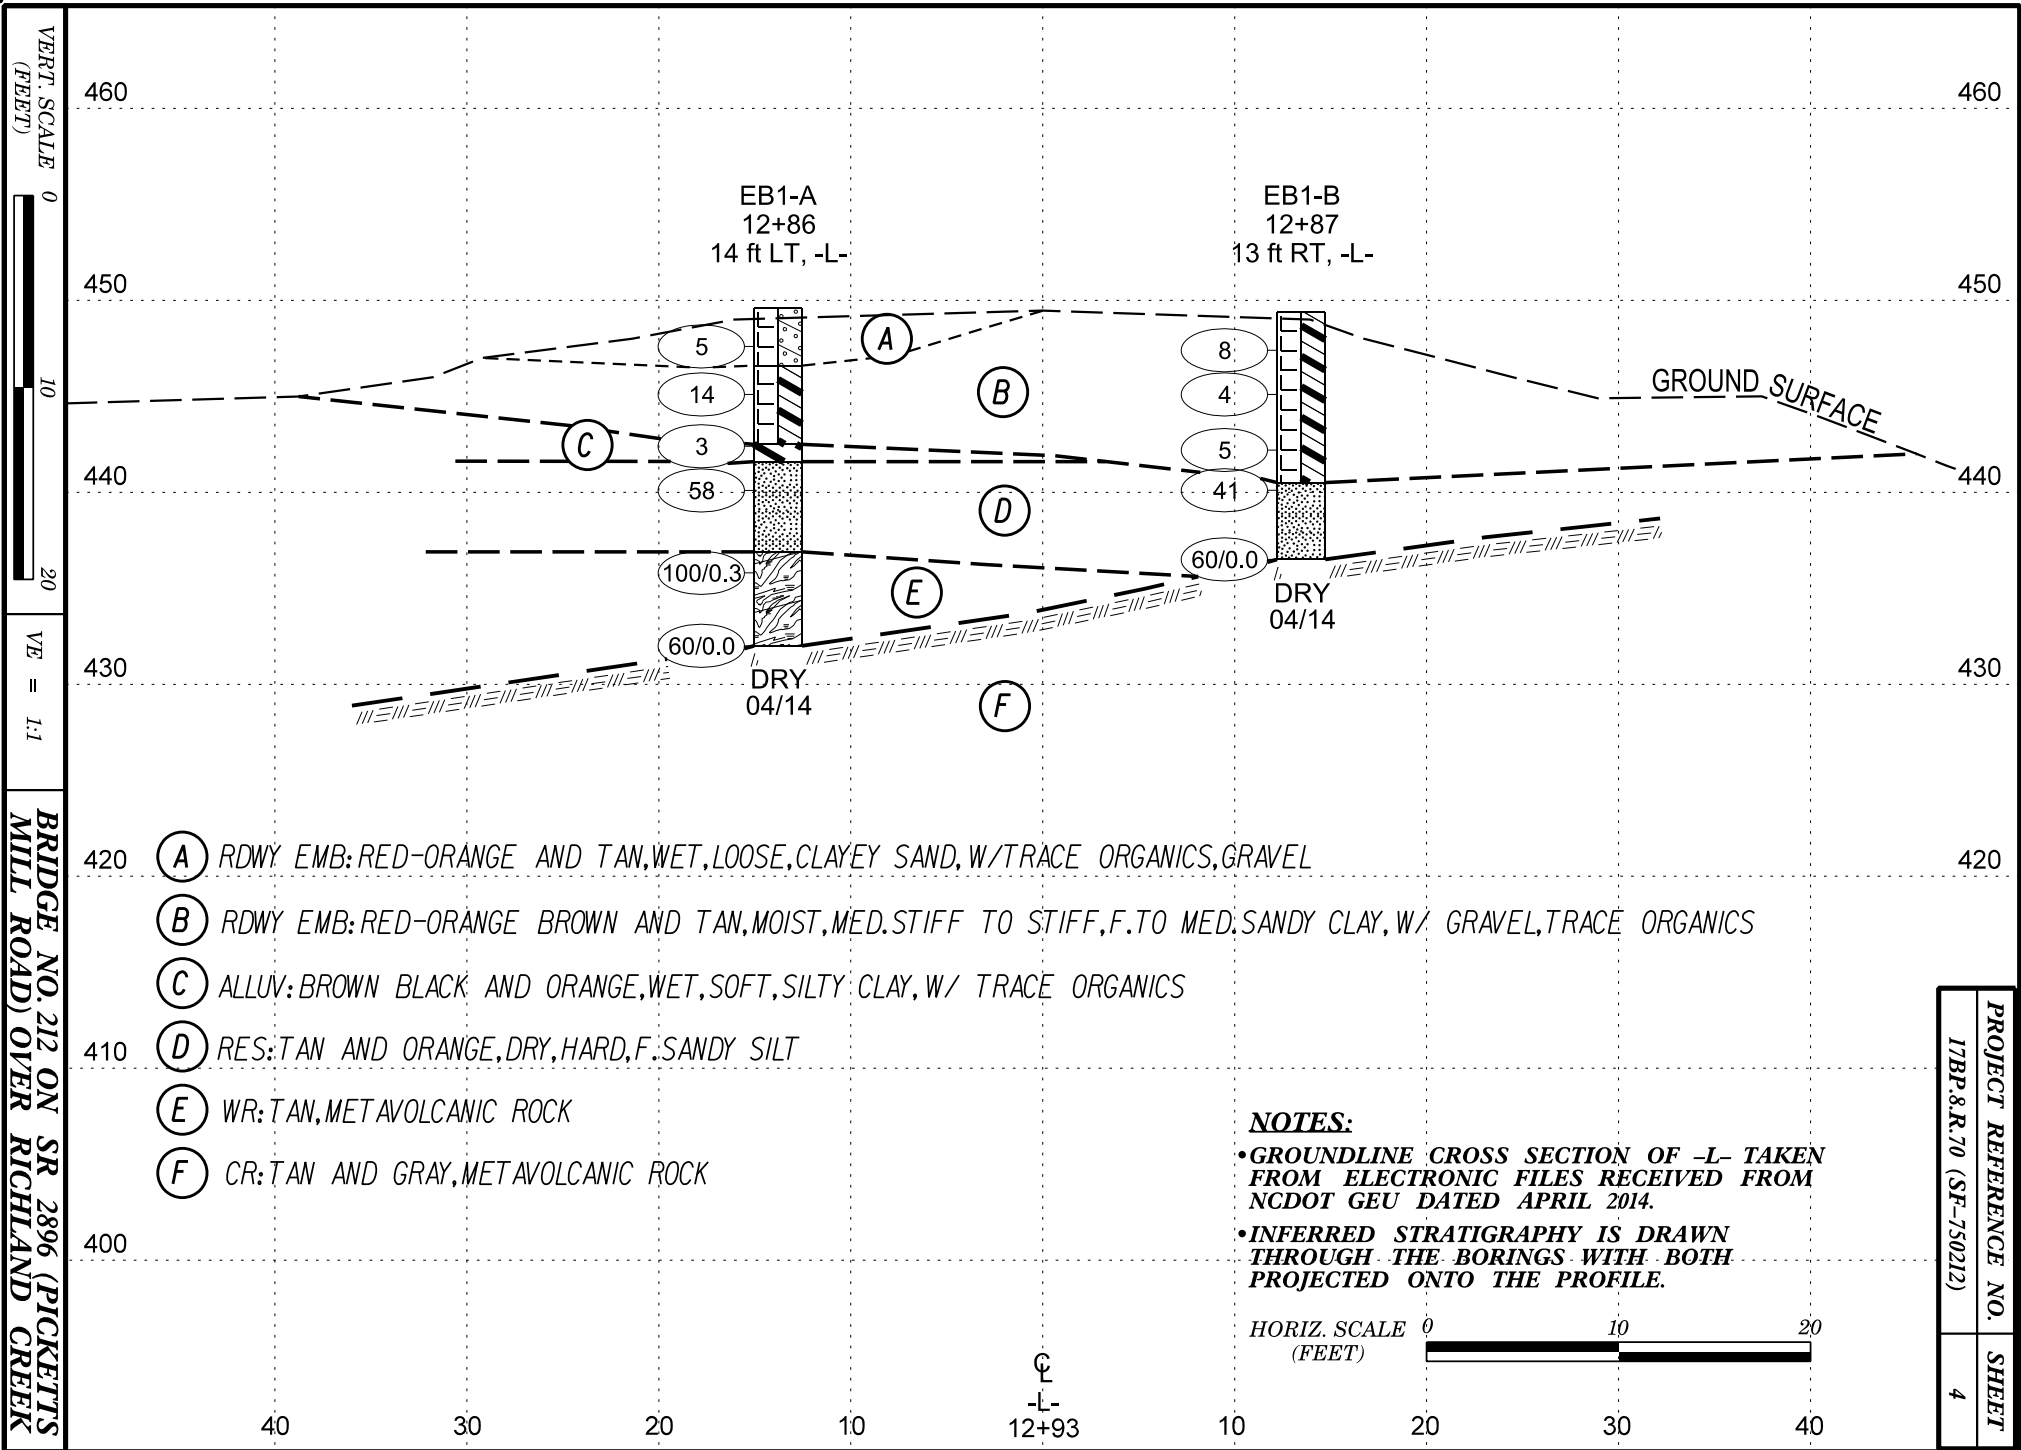 VERT. SCALE
(FEET)
0
10
20
VE = 1:1
BRIDGE NO. 212 ON SR 2896 (PICKETTS
MILL ROAD) OVER RICHLAND CREEK
460
460
EB1-A
12+86
14 ft LT, -L-
EB1-B
12+87
13 ft RT, -L-
450
450
5
A
8
14
B
4
GROUND SURFACE
C
3
5
440
440
58
D
41
100/0.3
E
60/0.0
DRY
04/14
60/0.0
DRY
04/14
430
430
F
420
420
A RDWY EMB: RED-ORANGE AND TAN, WET, LOOSE, CLAYEY SAND, W/TRACE ORGANICS, GRAVEL
B RDWY EMB: RED-ORANGE BROWN AND TAN, MOIST, MED. STIFF TO STIFF, F. TO MED. SANDY CLAY, W/ GRAVEL, TRACE ORGANICS
C ALLUV: BROWN BLACK AND ORANGE, WET, SOFT, SILTY CLAY, W/ TRACE ORGANICS
410
D RES: TAN AND ORANGE, DRY, HARD, F. SANDY SILT
E WR: TAN, METAVOLCANIC ROCK
F CR: TAN AND GRAY, METAVOLCANIC ROCK
400
NOTES:
•GROUNDLINE CROSS SECTION OF -L- TAKEN
FROM ELECTRONIC FILES RECEIVED FROM
NCDOT GEU DATED APRIL 2014.
•INFERRED STRATIGRAPHY IS DRAWN
THROUGH THE BORINGS WITH BOTH
PROJECTED ONTO THE PROFILE.
HORIZ. SCALE
(FEET)
0 10 20
PROJECT REFERENCE NO.
17BP.8.R.70 (SF-750212)
SHEET
4
℄
-L-
12+93
40 30 20 10 10 20 30 40